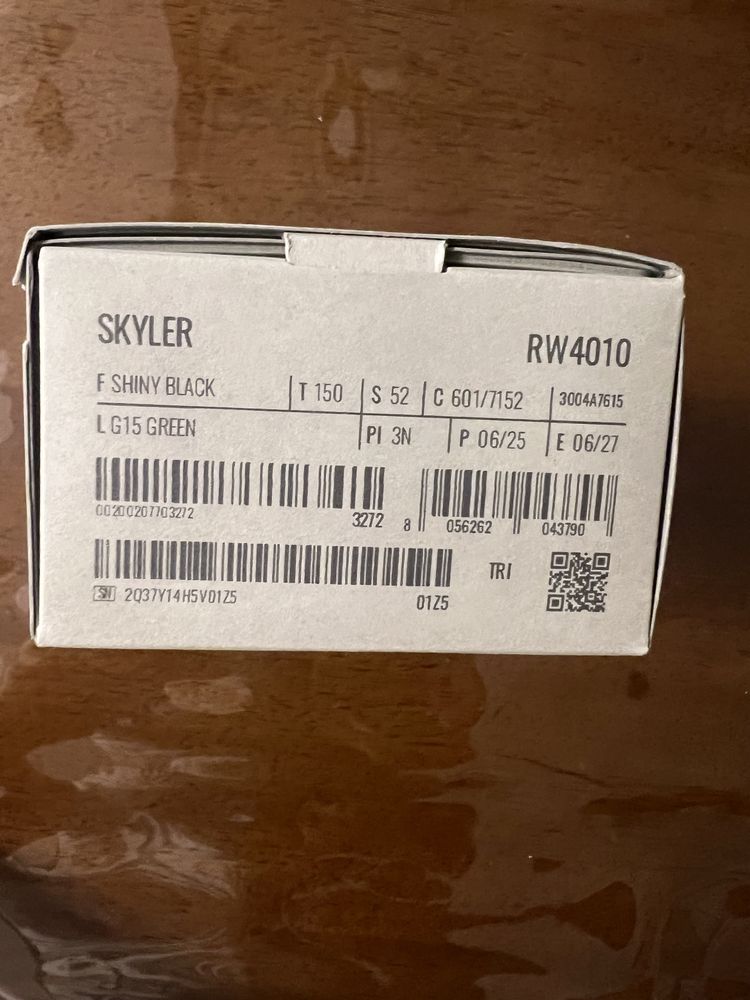 SKYLER
RW4010
F SHINY BLACK T 150 S 52 C 601/7152 3004A7615
L G15 GREEN PI 3N P 06/25 E 06/27
00200207703272 3272 8 056262 043790
SN 2Q37Y14H5V01Z5 01Z5 TRI